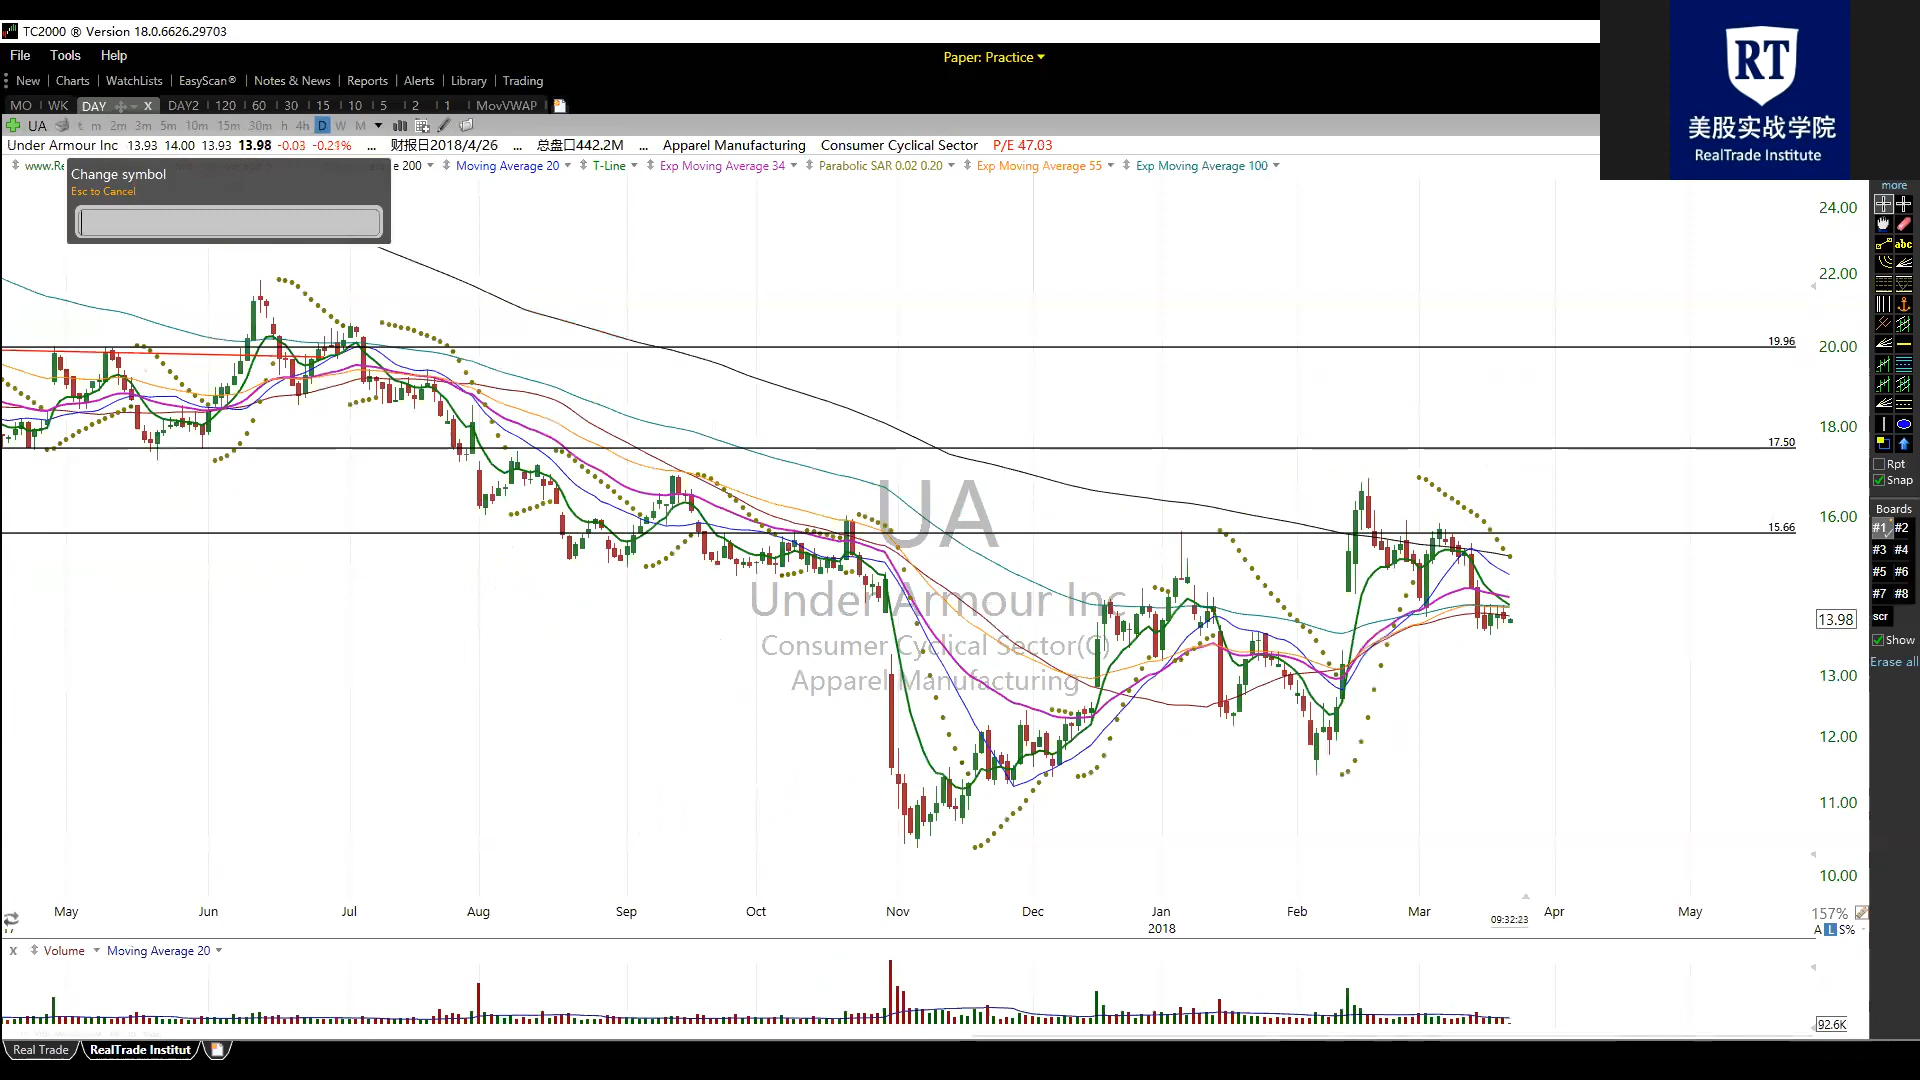 TC2000 ® Version 18.0.6626.29703
File Tools Help
Paper: Practice
New Charts WatchLists EasyScan® Notes & News Reports Alerts Library Trading
MO WK DAY X DAY2 120 60 30 15 10 5 2 1 MovVWAP
UA t m 2m 3m 5m 10m 15m 30m h 4h D W M
Under Armour Inc 13.93 14.00 13.93 13.98 -0.03 -0.21% ... 财报日2018/4/26 ... 总盘口442.2M ... Apparel Manufacturing Consumer Cyclical Sector P/E 47.03
www.Re e 200 Moving Average 20 T-Line Exp Moving Average 34 Parabolic SAR 0.02 0.20 Exp Moving Average 55 Exp Moving Average 100
Change symbol
Esc to Cancel
RT
美股实战学院
RealTrade Institute
more
abc
Rpt
Snap
Boards
#1 #2
#3 #4
#5 #6
#7 #8
scr
Show
Erase all
24.00
22.00
20.00
18.00
16.00
13.98
13.00
12.00
11.00
10.00
19.96
17.50
15.66
UA
Under Armour Inc
Consumer Cyclical Sector(C)
Apparel Manufacturing
May Jun Jul Aug Sep Oct Nov Dec Jan Feb Mar Apr May
2018
09:32:23
157%
A L S%
X Volume Moving Average 20
92.6K
Real Trade RealTrade Institut